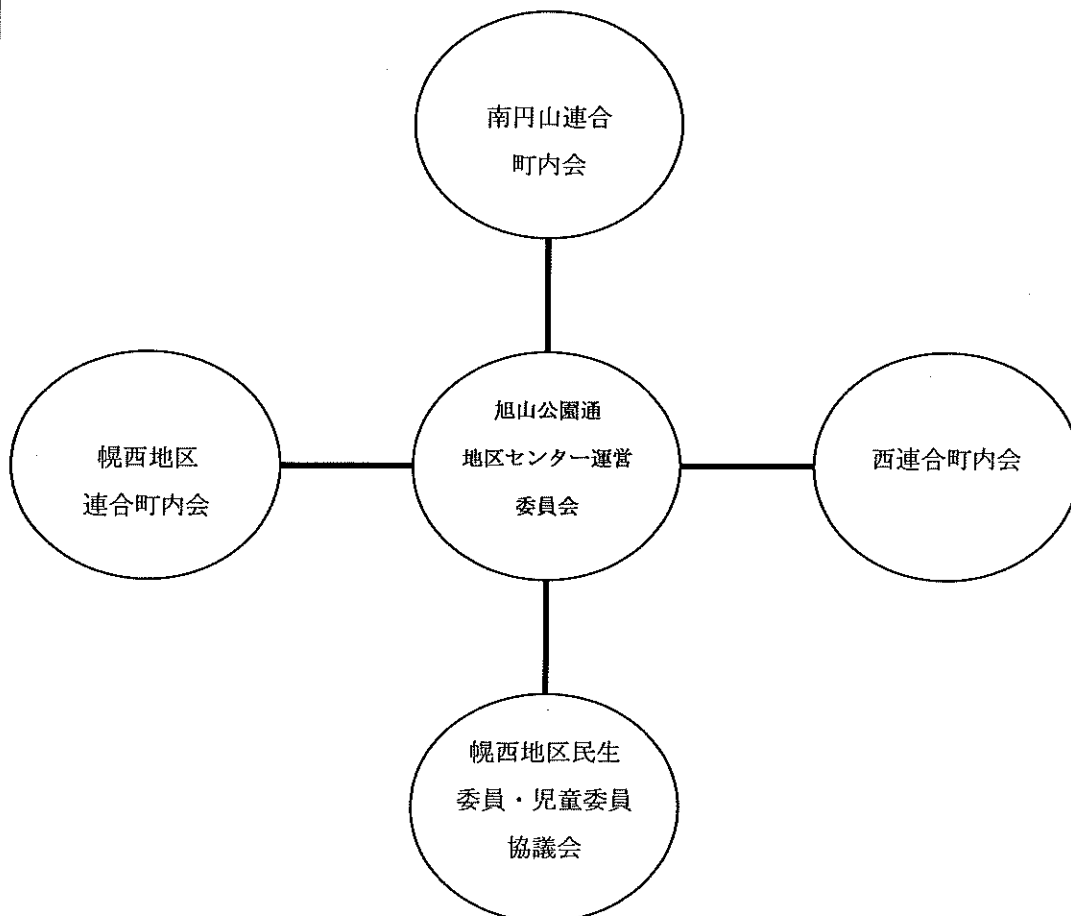 南円山連合
町内会
幌西地区
連合町内会
旭山公園通
地区センター運営
委員会
西連合町内会
幌西地区民生
委員・児童委員
協議会